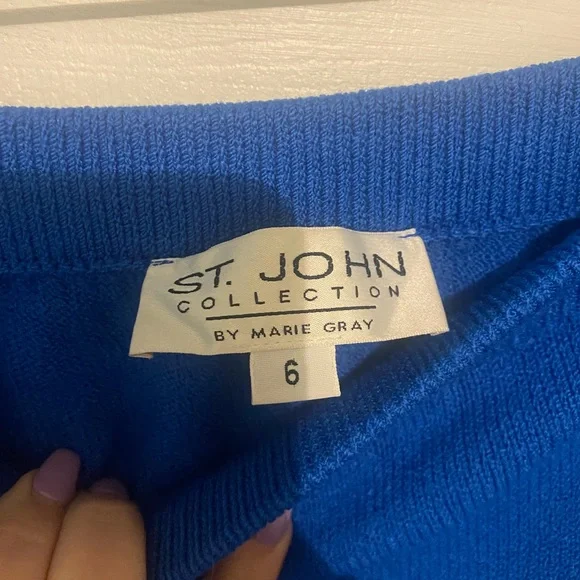 ST. JOHN
COLLECTION
BY MARIE GRAY
6